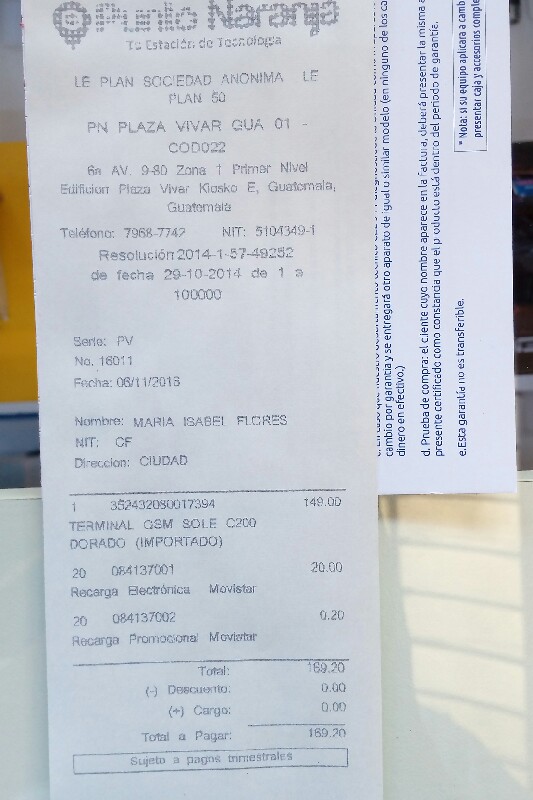 Punto Naranja
Tu Estación de Tecnología
LE PLAN SOCIEDAD ANONIMA LE
PLAN 50
PN PLAZA VIVAR GUA 01 -
COD022
6a AV. 9-80 Zona 1 Primer Nivel
Edificion Plaza Vivar Kiosko E, Guatemala,
Guatemala
Teléfono: 7968-7742 NIT: 5104349-1
Resolución 2014-1-57-49252
de fecha 29-10-2014 de 1 a
100000
Serie: PV
No. 16011
Fecha: 06/11/2016
Nombre: MARIA ISABEL FLORES
NIT: CF
Direccion: CIUDAD
1 352432080017394 149.00
TERMINAL GSM SOLE C200
DORADO (IMPORTADO)
20 084137001 20.00
Recarga Electrónica Movistar
20 084137002 0.20
Recarga Promocional Movistar
Total: 169.20
(-) Descuento: 0.00
(+) Cargo: 0.00
Total a Pagar: 169.20
Sujeto a pagos trimestrales
cambio por garantía y se entregará otro aparato de igual o similar modelo (en ninguno de los ca
dinero en efectivo.)
d. Prueba de compra: el cliente cuyo nombre aparece en la factura, deberá presentar la misma a
presente certificado como constancia que el producto está dentro del periodo de garantía.
e.Esta garantía no es transferible.
* Nota: si su equipo aplicara a camb
presentar caja y accesorios comple